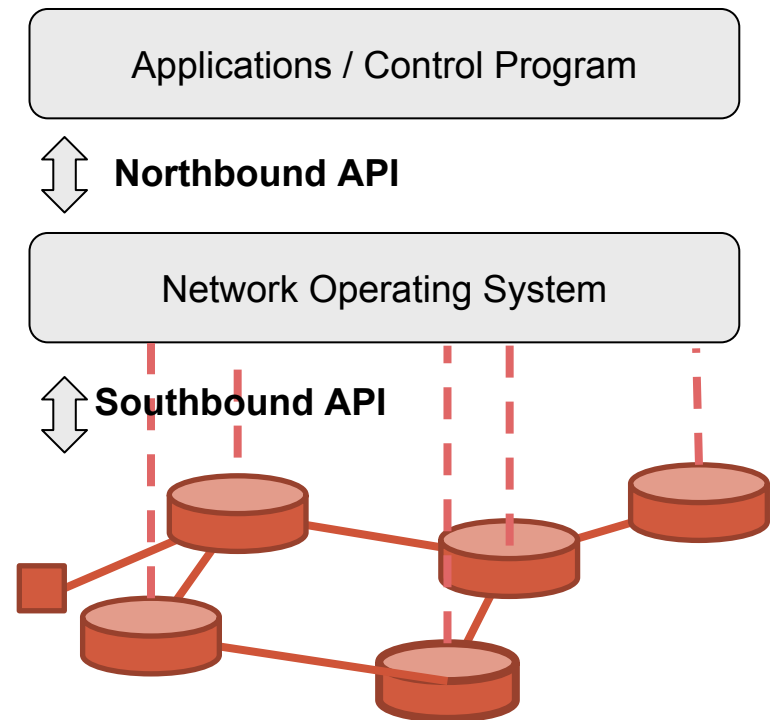 Applications / Control Program
Northbound API
Network Operating System
Southbound API